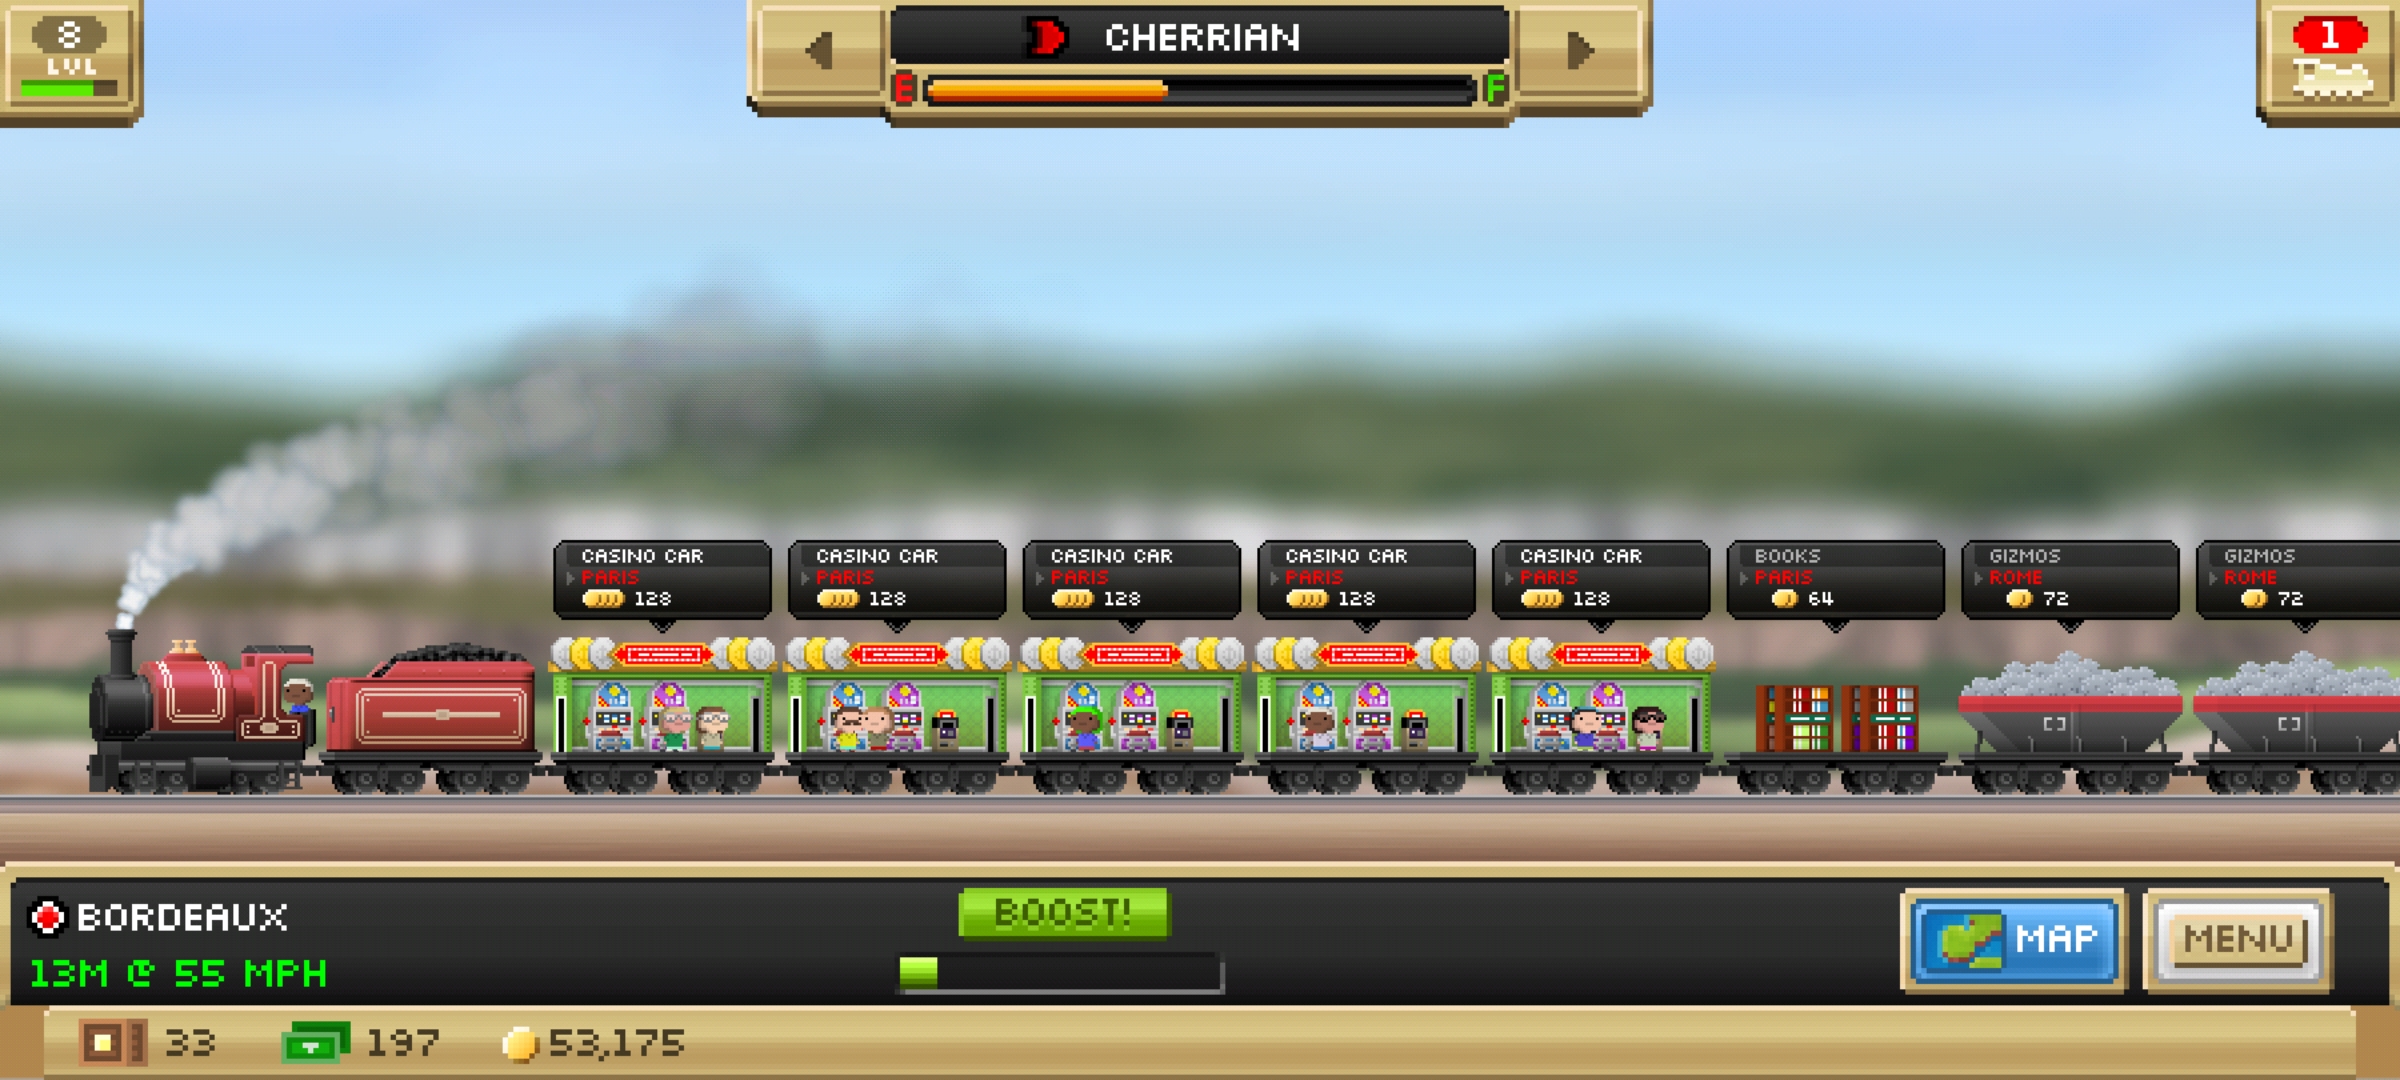 8
LVL
CHERRIAN
E F
1
CASINO CAR
PARIS
128
CASINO CAR
PARIS
128
CASINO CAR
PARIS
128
CASINO CAR
PARIS
128
CASINO CAR
PARIS
128
BOOKS
PARIS
64
GIZMOS
ROME
72
GIZMOS
ROME
72
BORDEAUX
13M @ 55 MPH
BOOST!
MAP
MENU
33
197
53,175